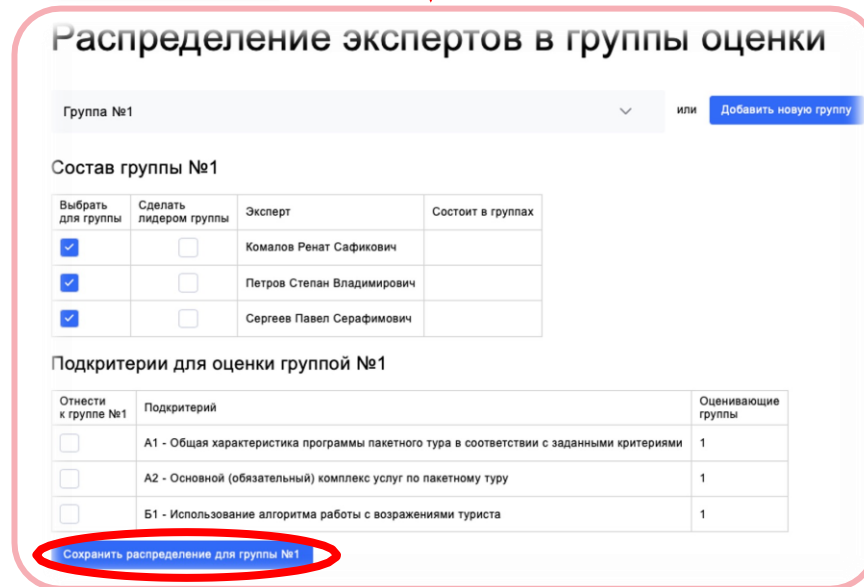 Распределение экспертов в группы оценки
Группа №1
или
Добавить новую группу
Состав группы №1
Выбрать для группы
Сделать лидером группы
Эксперт
Состоит в группах
Комалов Ренат Сафикович
Петров Степан Владимирович
Сергеев Павел Серафимович
Подкритерии для оценки группой №1
Отнести к группе №1
Подкритерий
Оценивающие группы
А1 - Общая характеристика программы пакетного тура в соответствии с заданными критериями 1
А2 - Основной (обязательный) комплекс услуг по пакетному туру 1
Б1 - Использование алгоритма работы с возражениями туриста 1
Сохранить распределение для группы №1